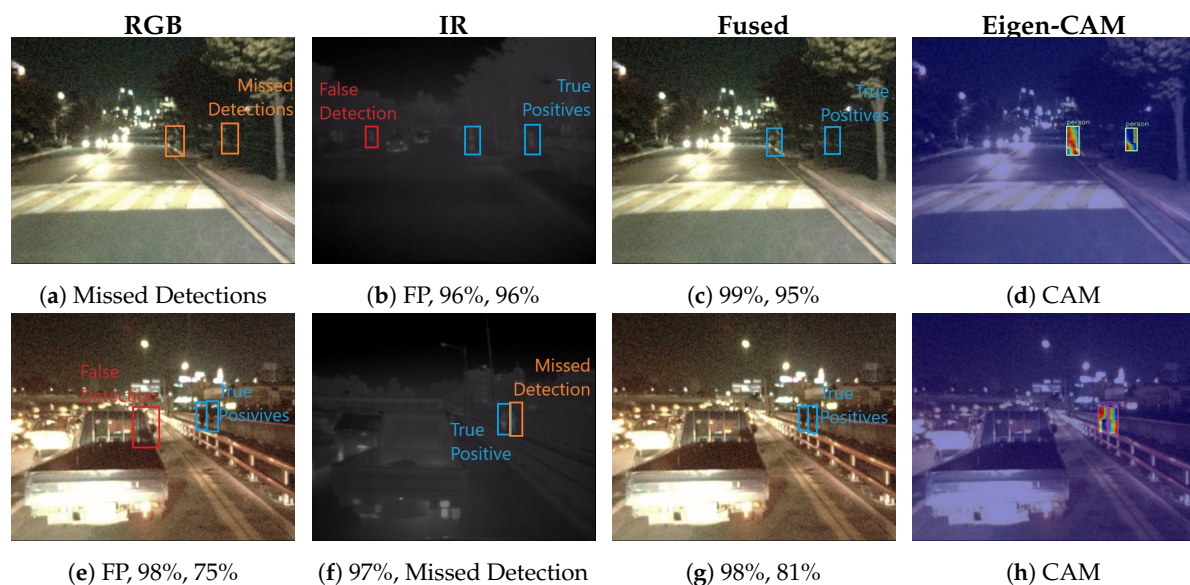 RGB IR Fused Eigen-CAM
Missed
Detections
False
Detection
True
Positives
True
Positives
person
person
(a) Missed Detections (b) FP, 96%, 96% (c) 99%, 95% (d) CAM
False
Detection
True
Posivives
Missed
Detection
True
Positive
True
Positives
(e) FP, 98%, 75% (f) 97%, Missed Detection (g) 98%, 81% (h) CAM